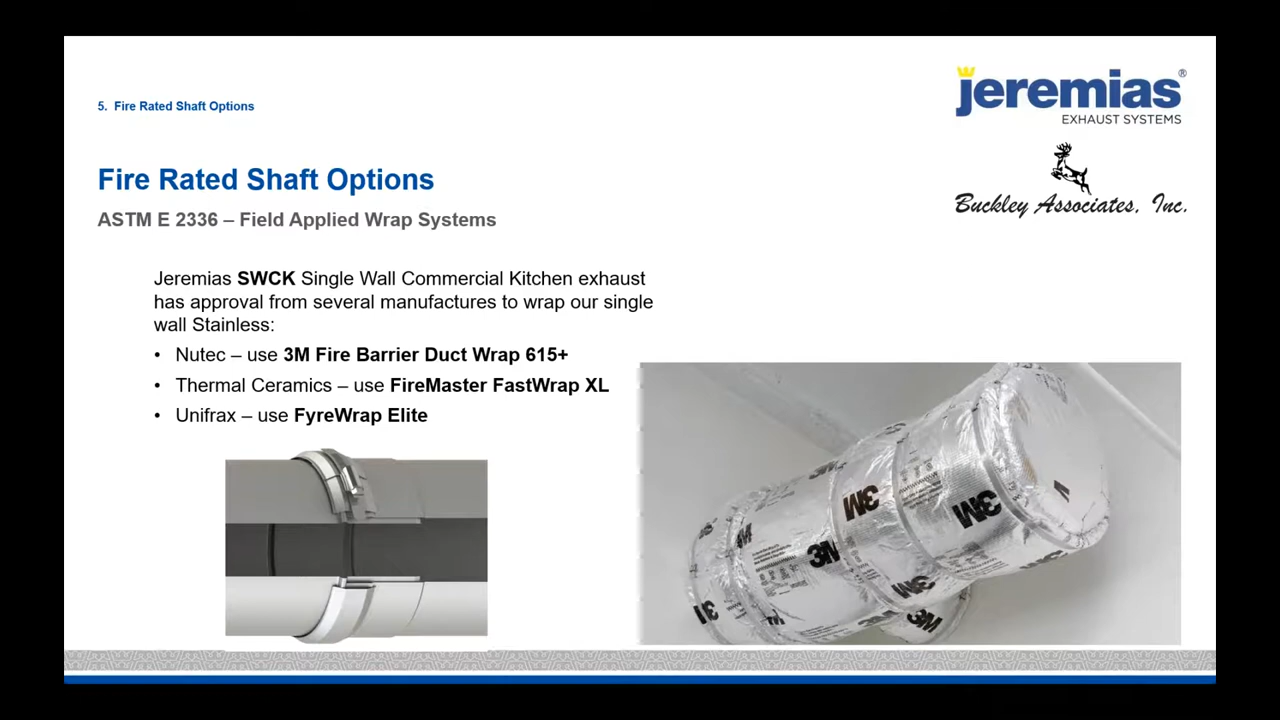 5. Fire Rated Shaft Options
jeremias®
EXHAUST SYSTEMS
Buckley Associates, Inc.
Fire Rated Shaft Options
ASTM E 2336 – Field Applied Wrap Systems
Jeremias SWCK Single Wall Commercial Kitchen exhaust
has approval from several manufactures to wrap our single
wall Stainless:
• Nutec – use 3M Fire Barrier Duct Wrap 615+
• Thermal Ceramics – use FireMaster FastWrap XL
• Unifrax – use FyreWrap Elite
3M
3M
3M
3M
3M
3M